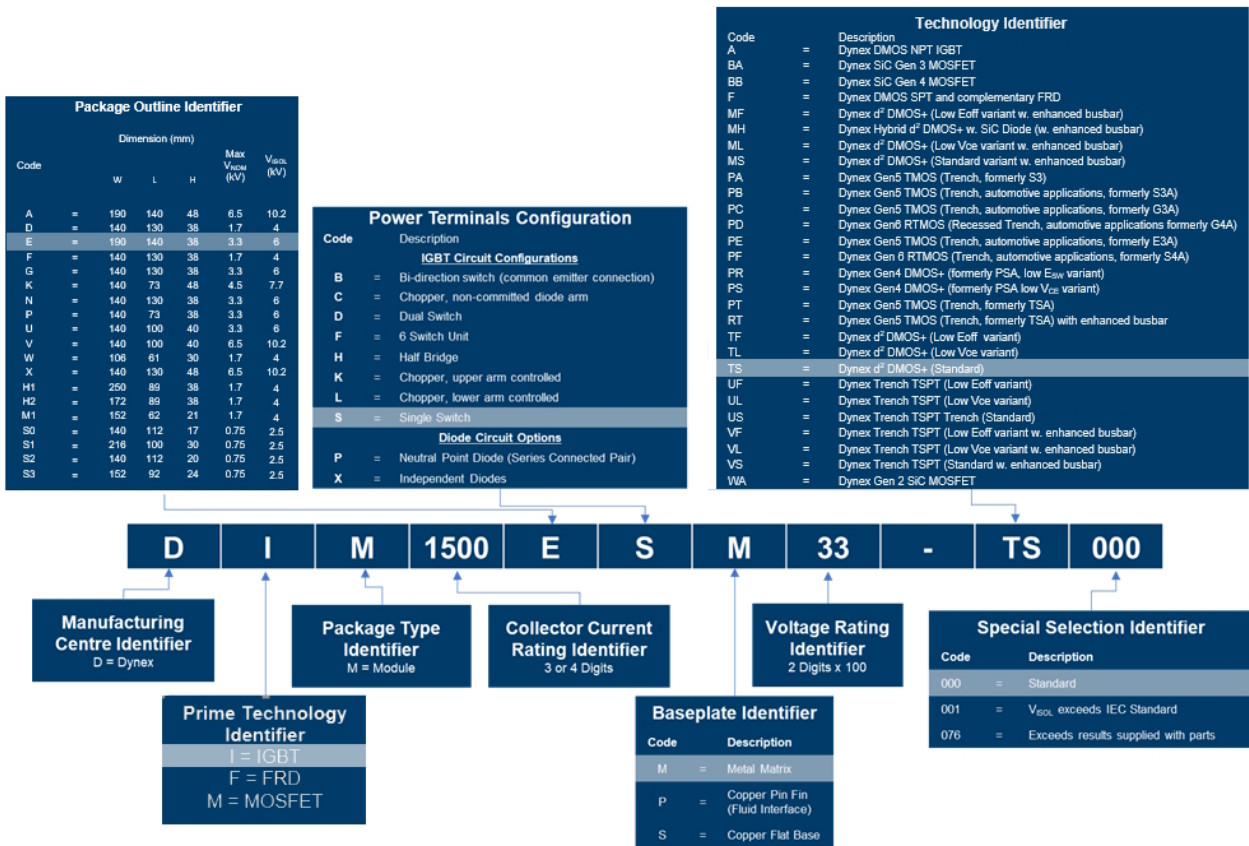 Package Outline Identifier
Dimension (mm)
Code W L H Max VNOM (kV) VISOL (kV)
A = 190 140 48 6.5 10.2
D = 140 130 38 1.7 4
E = 190 140 38 3.3 6
F = 140 130 38 1.7 4
G = 140 130 38 3.3 6
K = 140 73 48 4.5 7.7
N = 140 130 38 3.3 6
P = 140 73 38 3.3 6
U = 140 100 40 3.3 6
V = 140 100 40 6.5 10.2
W = 106 61 30 1.7 4
X = 140 130 48 6.5 10.2
H1 = 250 89 38 1.7 4
H2 = 172 89 38 1.7 4
M1 = 152 62 21 1.7 4
S0 = 140 112 17 0.75 2.5
S1 = 216 100 30 0.75 2.5
S2 = 140 112 20 0.75 2.5
S3 = 152 92 24 0.75 2.5
Power Terminals Configuration
Code Description
IGBT Circuit Configurations
B = Bi-direction switch (common emitter connection)
C = Chopper, non-committed diode arm
D = Dual Switch
F = 6 Switch Unit
H = Half Bridge
K = Chopper, upper arm controlled
L = Chopper, lower arm controlled
S = Single Switch
Diode Circuit Options
P = Neutral Point Diode (Series Connected Pair)
X = Independent Diodes
Technology Identifier
Code Description
A = Dynex DMOS NPT IGBT
BA = Dynex SiC Gen 3 MOSFET
BB = Dynex SiC Gen 4 MOSFET
F = Dynex DMOS SPT and complementary FRD
MF = Dynex d² DMOS+ (Low Eoff variant w. enhanced busbar)
MH = Dynex Hybrid d² DMOS+ w. SiC Diode (w. enhanced busbar)
ML = Dynex d² DMOS+ (Low Vce variant w. enhanced busbar)
MS = Dynex d² DMOS+ (Standard variant w. enhanced busbar)
PA = Dynex Gen5 TMOS (Trench, formerly S3)
PB = Dynex Gen5 TMOS (Trench, automotive applications, formerly S3A)
PC = Dynex Gen5 TMOS (Trench, automotive applications, formerly G3A)
PD = Dynex Gen6 RTMOS (Recessed Trench, automotive applications formerly G4A)
PE = Dynex Gen5 TMOS (Trench, automotive applications, formerly E3A)
PF = Dynex Gen 6 RTMOS (Trench, automotive applications, formerly S4A)
PR = Dynex Gen4 DMOS+ (formerly PSA, low ESW variant)
PS = Dynex Gen4 DMOS+ (formerly PSA low VCE variant)
PT = Dynex Gen5 TMOS (Trench, formerly TSA)
RT = Dynex Gen5 TMOS (Trench, formerly TSA) with enhanced busbar
TF = Dynex d² DMOS+ (Low Eoff variant)
TL = Dynex d² DMOS+ (Low Vce variant)
TS = Dynex d² DMOS+ (Standard)
UF = Dynex Trench TSPT (Low Eoff variant)
UL = Dynex Trench TSPT (Low Vce variant)
US = Dynex Trench TSPT Trench (Standard)
VF = Dynex Trench TSPT (Low Eoff variant w. enhanced busbar)
VL = Dynex Trench TSPT (Low Vce variant w. enhanced busbar)
VS = Dynex Trench TSPT (Standard w. enhanced busbar)
WA = Dynex Gen 2 SiC MOSFET
D I M 1500 E S M 33 - TS 000
Manufacturing
Centre Identifier
D = Dynex
Prime Technology
Identifier
I = IGBT
F = FRD
M = MOSFET
Package Type
Identifier
M = Module
Collector Current
Rating Identifier
3 or 4 Digits
Baseplate Identifier
Code Description
M = Metal Matrix
P = Copper Pin Fin
(Fluid Interface)
S = Copper Flat Base
Voltage Rating
Identifier
2 Digits x 100
Special Selection Identifier
Code Description
000 = Standard
001 = VISOL exceeds IEC Standard
076 = Exceeds results supplied with parts